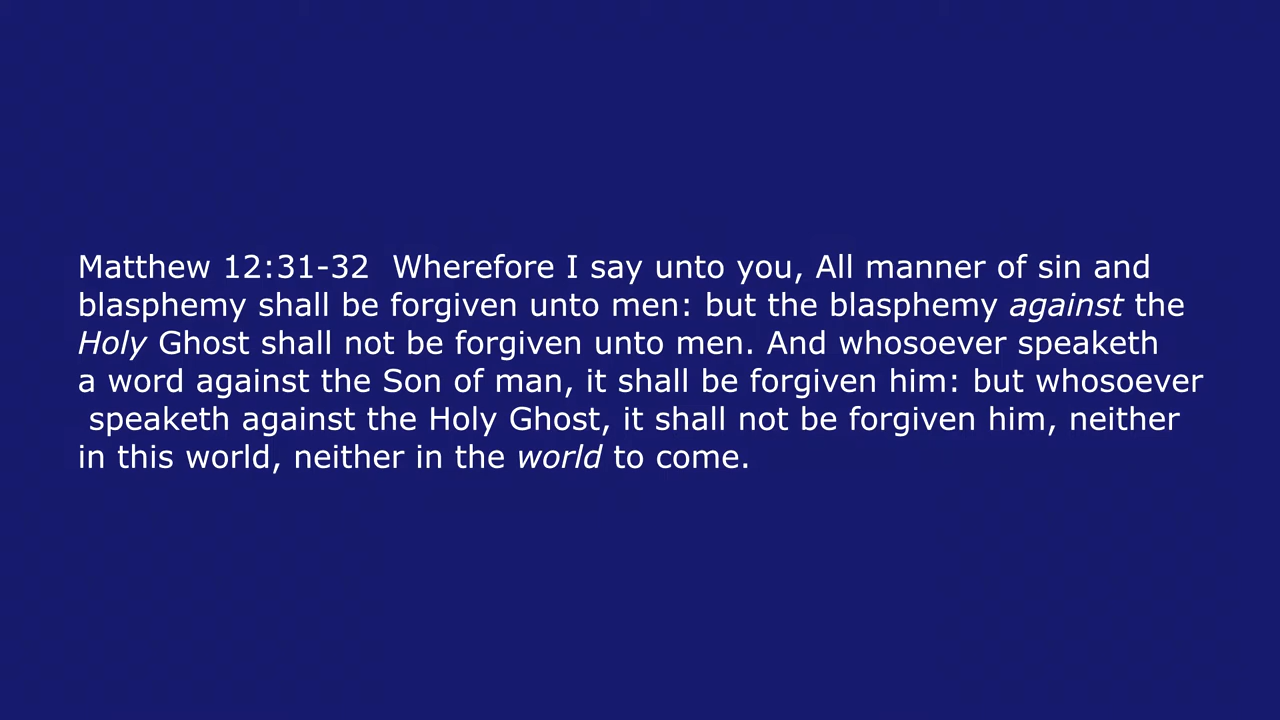 Matthew 12:31-32  Wherefore I say unto you, All manner of sin and
blasphemy shall be forgiven unto men: but the blasphemy against the
Holy Ghost shall not be forgiven unto men. And whosoever speaketh
a word against the Son of man, it shall be forgiven him: but whosoever
speaketh against the Holy Ghost, it shall not be forgiven him, neither
in this world, neither in the world to come.